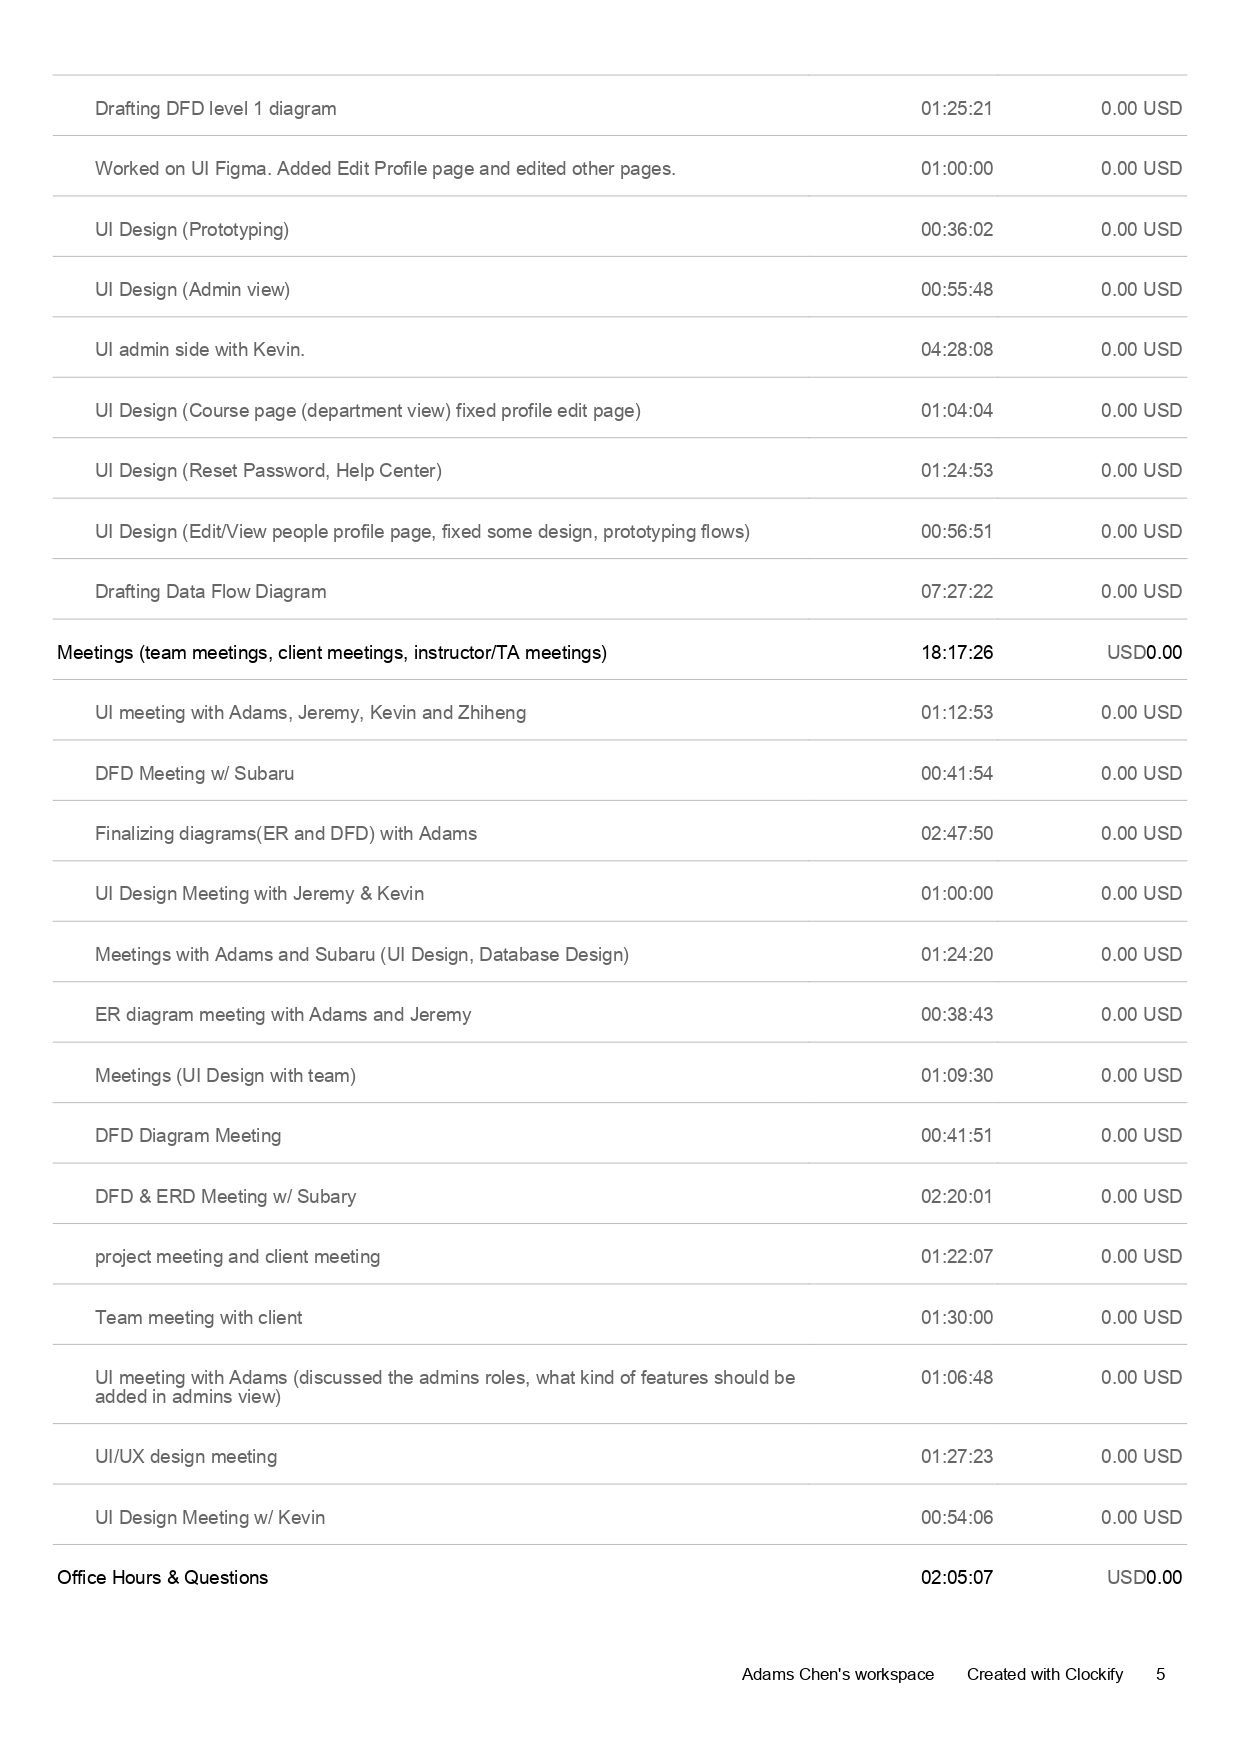 Drafting DFD level 1 diagram 01:25:21 0.00 USD
Worked on UI Figma. Added Edit Profile page and edited other pages. 01:00:00 0.00 USD
UI Design (Prototyping) 00:36:02 0.00 USD
UI Design (Admin view) 00:55:48 0.00 USD
UI admin side with Kevin. 04:28:08 0.00 USD
UI Design (Course page (department view) fixed profile edit page) 01:04:04 0.00 USD
UI Design (Reset Password, Help Center) 01:24:53 0.00 USD
UI Design (Edit/View people profile page, fixed some design, prototyping flows) 00:56:51 0.00 USD
Drafting Data Flow Diagram 07:27:22 0.00 USD
Meetings (team meetings, client meetings, instructor/TA meetings) 18:17:26 USD0.00
UI meeting with Adams, Jeremy, Kevin and Zhiheng 01:12:53 0.00 USD
DFD Meeting w/ Subaru 00:41:54 0.00 USD
Finalizing diagrams(ER and DFD) with Adams 02:47:50 0.00 USD
UI Design Meeting with Jeremy & Kevin 01:00:00 0.00 USD
Meetings with Adams and Subaru (UI Design, Database Design) 01:24:20 0.00 USD
ER diagram meeting with Adams and Jeremy 00:38:43 0.00 USD
Meetings (UI Design with team) 01:09:30 0.00 USD
DFD Diagram Meeting 00:41:51 0.00 USD
DFD & ERD Meeting w/ Subary 02:20:01 0.00 USD
project meeting and client meeting 01:22:07 0.00 USD
Team meeting with client 01:30:00 0.00 USD
UI meeting with Adams (discussed the admins roles, what kind of features should be 01:06:48 0.00 USD
added in admins view)
UI/UX design meeting 01:27:23 0.00 USD
UI Design Meeting w/ Kevin 00:54:06 0.00 USD
Office Hours & Questions 02:05:07 USD0.00
Adams Chen's workspace Created with Clockify 5